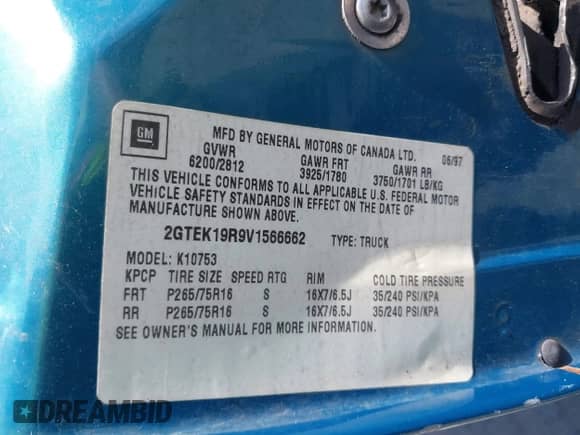 GM
MFD BY GENERAL MOTORS OF CANADA LTD. 06/97
GVWR GAWR FRT GAWR RR
6200/2812 3925/1780 3750/1701 LB/KG
THIS VEHICLE CONFORMS TO ALL APPLICABLE U.S. FEDERAL MOTOR
VEHICLE SAFETY STANDARDS IN EFFECT ON THE DATE OF
MANUFACTURE SHOWN ABOVE.
2GTEK19R9V1566662 TYPE: TRUCK
MODEL: K10753
KPCP TIRE SIZE SPEED RTG RIM COLD TIRE PRESSURE
FRT P265/75R16 S 16X7/6.5J 35/240 PSI/KPA
RR P265/75R16 S 16X7/6.5J 35/240 PSI/KPA
SEE OWNER'S MANUAL FOR MORE INFORMATION.
DREAMBID